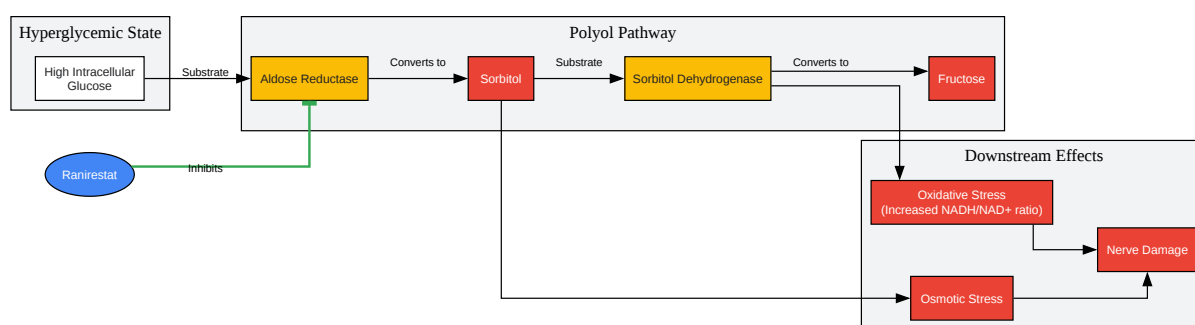 Hyperglycemic State
High Intracellular
Glucose
Substrate
Polyol Pathway
Aldose Reductase
Converts to
Sorbitol
Substrate
Sorbitol Dehydrogenase
Converts to
Fructose
Ranirestat
Inhibits
Downstream Effects
Oxidative Stress
(Increased NADH/NAD+ ratio)
Nerve Damage
Osmotic Stress